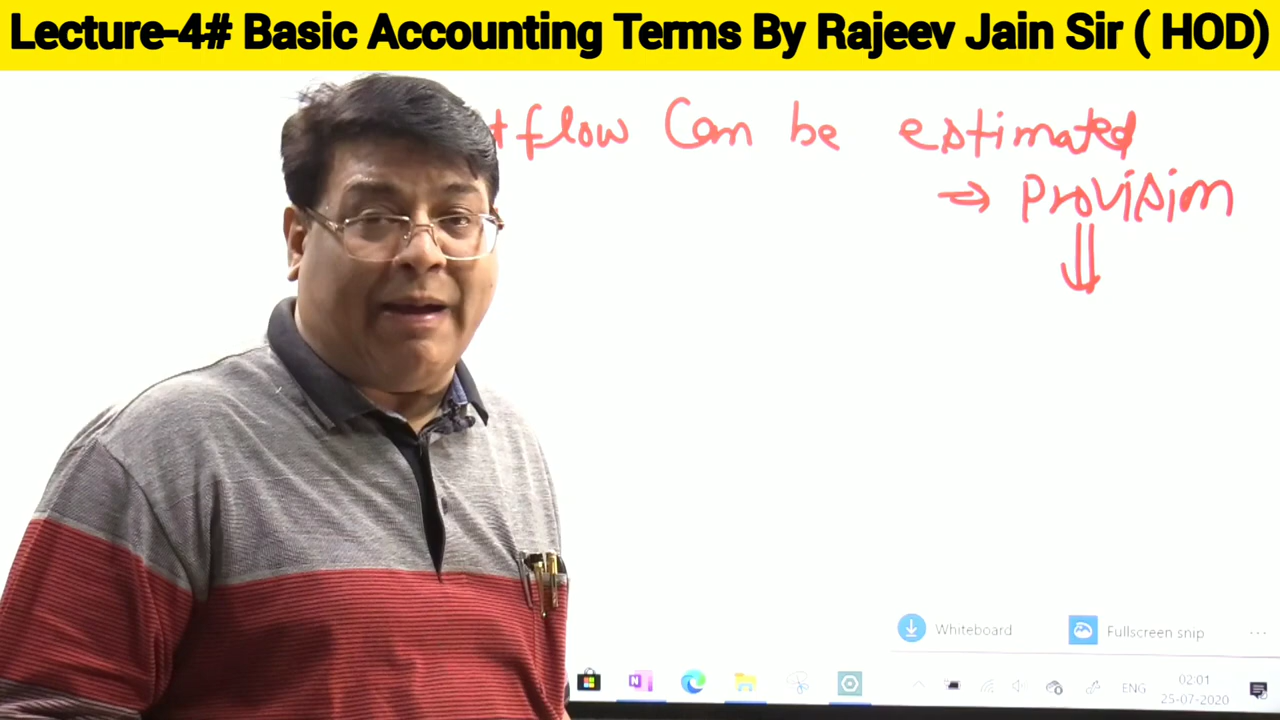 Lecture-4# Basic Accounting Terms By Rajeev Jain Sir ( HOD)
flow Can be estimated
→ Provision
Whiteboard
Fullscreen snip
ENG
02:01
25-07-2020